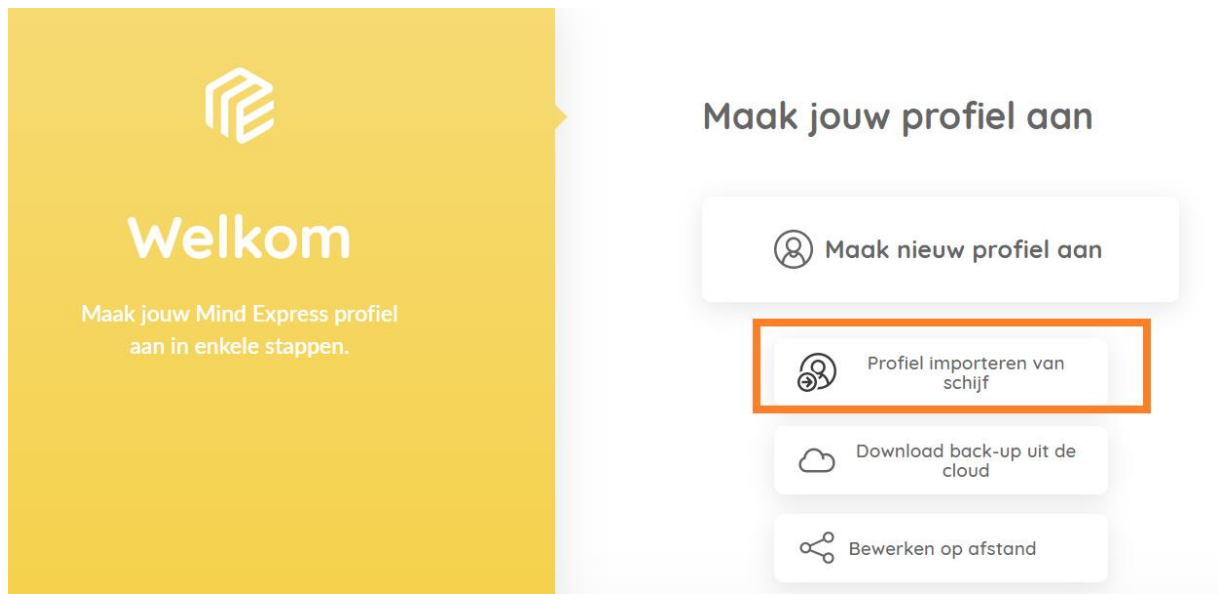 Welkom
Maak jouw Mind Express profiel
aan in enkele stappen.
Maak jouw profiel aan
Maak nieuw profiel aan
Profiel importeren van
schijf
Download back-up uit de
cloud
Bewerken op afstand